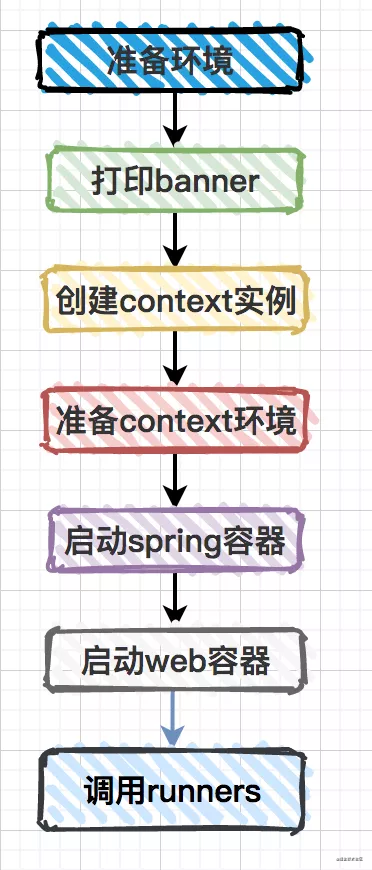 准备环境
打印banner
创建context实例
准备context环境
启动spring容器
启动web容器
调用runners